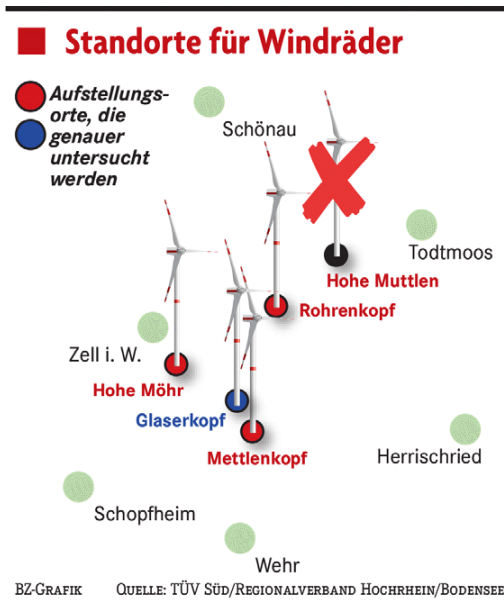 Standorte für Windräder
Aufstellungs-
orte, die
genauer
untersucht
werden
Schönau
Todtmoos
Hohe Muttlen
Rohrenkopf
Zell i. W.
Hohe Möhr
Glaserkopf
Mettlenkopf
Herrischried
Schopfheim
Wehr
BZ-GRAFIK QUELLE: TÜV SÜD/REGIONALVERBAND HOCHRHEIN/BODENSEE